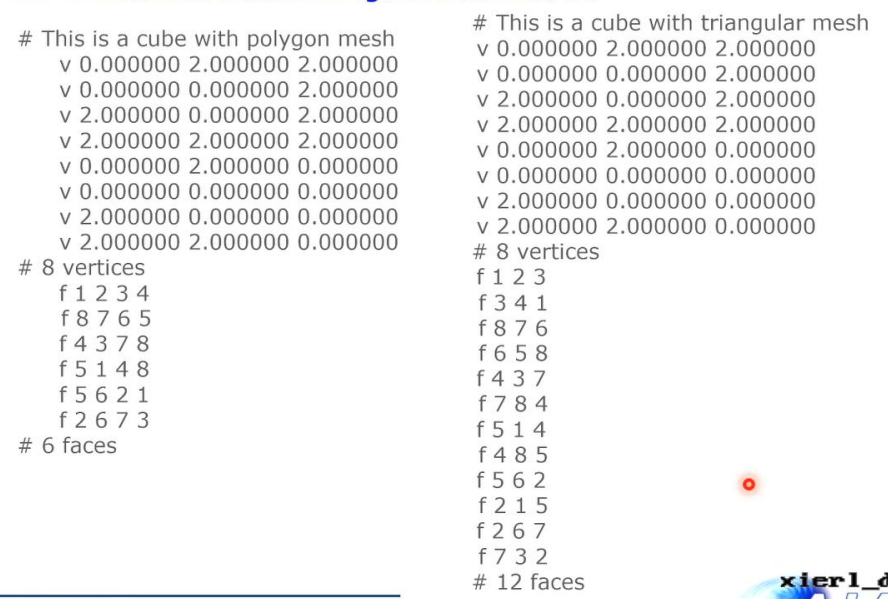 # This is a cube with polygon mesh
v 0.000000 2.000000 2.000000
v 0.000000 0.000000 2.000000
v 2.000000 0.000000 2.000000
v 2.000000 2.000000 2.000000
v 0.000000 2.000000 0.000000
v 0.000000 0.000000 0.000000
v 2.000000 0.000000 0.000000
v 2.000000 2.000000 0.000000
# 8 vertices
f 1 2 3 4
f 8 7 6 5
f 4 3 7 8
f 5 1 4 8
f 5 6 2 1
f 2 6 7 3
# 6 faces
# This is a cube with triangular mesh
v 0.000000 2.000000 2.000000
v 0.000000 0.000000 2.000000
v 2.000000 0.000000 2.000000
v 2.000000 2.000000 2.000000
v 0.000000 2.000000 0.000000
v 0.000000 0.000000 0.000000
v 2.000000 0.000000 0.000000
v 2.000000 2.000000 0.000000
# 8 vertices
f 1 2 3
f 3 4 1
f 8 7 6
f 6 5 8
f 4 3 7
f 7 8 4
f 5 1 4
f 4 8 5
f 5 6 2
f 2 1 5
f 2 6 7
f 7 3 2
# 12 faces
xier1_d